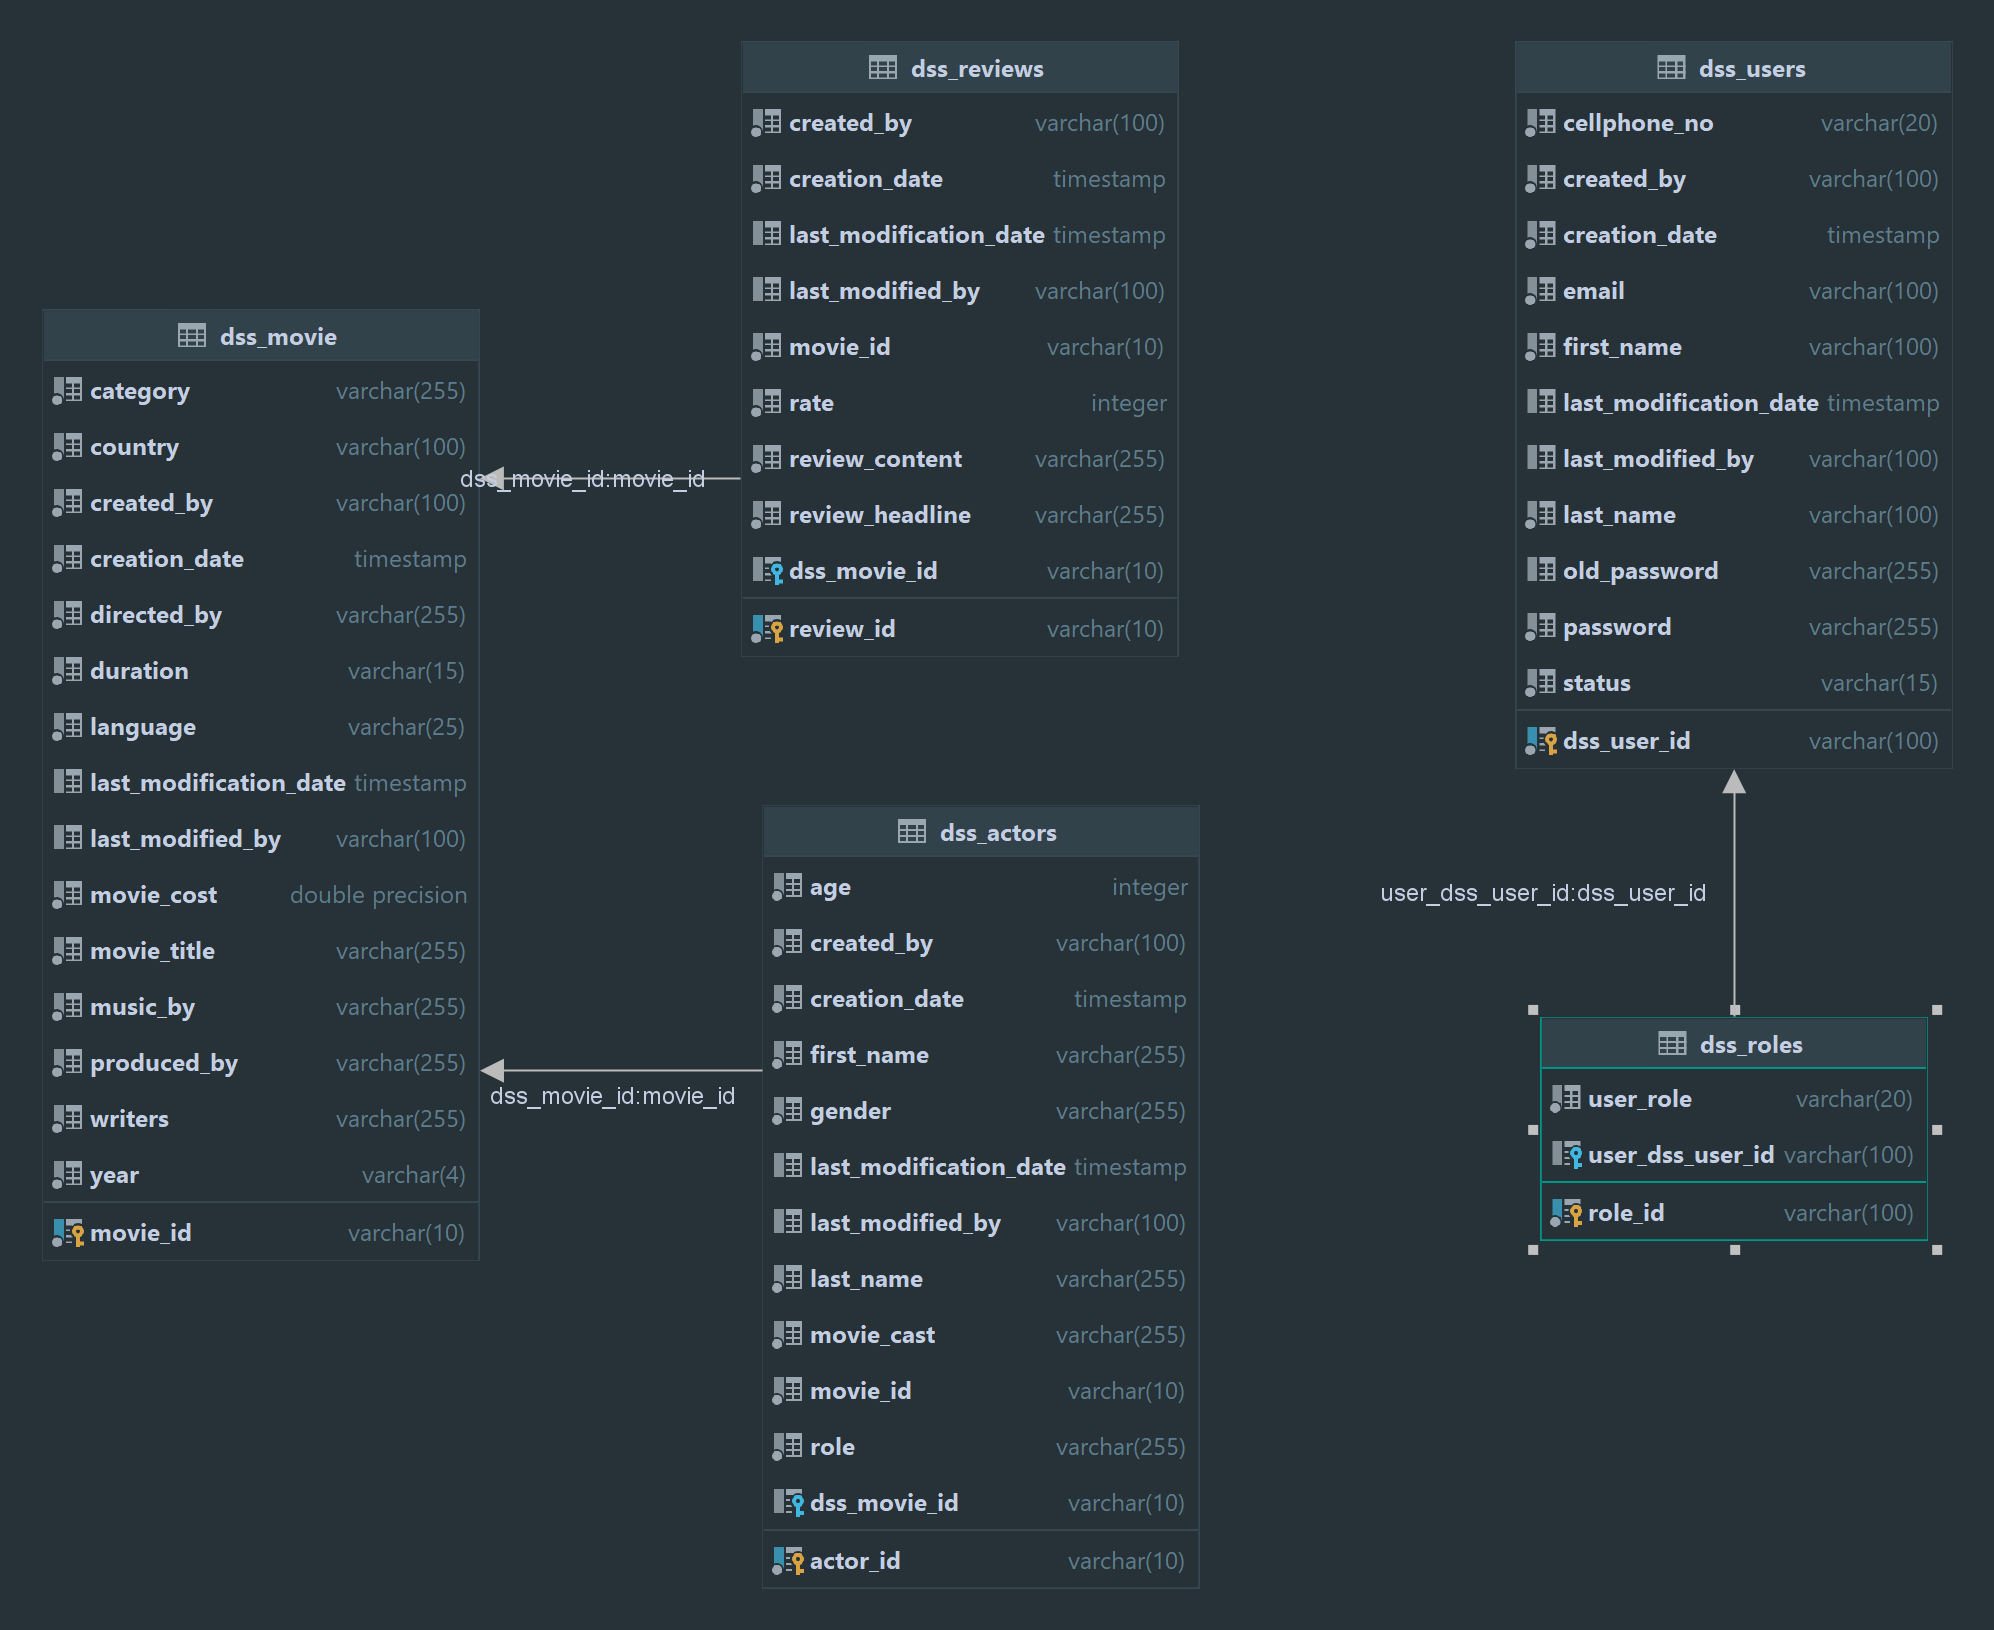 dss_movie
category varchar(255)
country varchar(100)
created_by varchar(100)
creation_date timestamp
directed_by varchar(255)
duration varchar(15)
language varchar(25)
last_modification_date timestamp
last_modified_by varchar(100)
movie_cost double precision
movie_title varchar(255)
music_by varchar(255)
produced_by varchar(255)
writers varchar(255)
year varchar(4)
movie_id varchar(10)
dss_movie_id:movie_id
dss_movie_id:movie_id
dss_reviews
created_by varchar(100)
creation_date timestamp
last_modification_date timestamp
last_modified_by varchar(100)
movie_id varchar(10)
rate integer
review_content varchar(255)
review_headline varchar(255)
dss_movie_id varchar(10)
review_id varchar(10)
dss_actors
age integer
created_by varchar(100)
creation_date timestamp
first_name varchar(255)
gender varchar(255)
last_modification_date timestamp
last_modified_by varchar(100)
last_name varchar(255)
movie_cast varchar(255)
movie_id varchar(10)
role varchar(255)
dss_movie_id varchar(10)
actor_id varchar(10)
dss_users
cellphone_no varchar(20)
created_by varchar(100)
creation_date timestamp
email varchar(100)
first_name varchar(100)
last_modification_date timestamp
last_modified_by varchar(100)
last_name varchar(100)
old_password varchar(255)
password varchar(255)
status varchar(15)
dss_user_id varchar(100)
user_dss_user_id:dss_user_id
dss_roles
user_role varchar(20)
user_dss_user_id varchar(100)
role_id varchar(100)